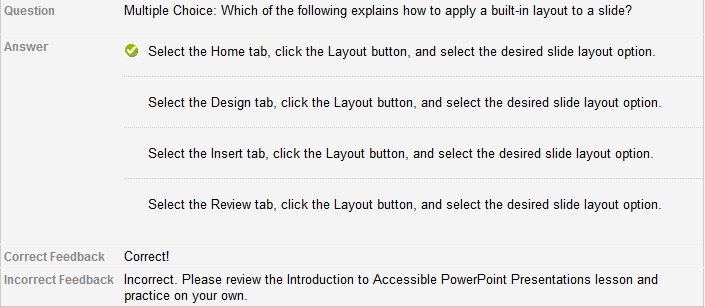 Question Multiple Choice: Which of the following explains how to apply a built-in layout to a slide?
Answer Select the Home tab, click the Layout button, and select the desired slide layout option.
Select the Design tab, click the Layout button, and select the desired slide layout option.
Select the Insert tab, click the Layout button, and select the desired slide layout option.
Select the Review tab, click the Layout button, and select the desired slide layout option.
Correct Feedback Correct!
Incorrect Feedback Incorrect. Please review the Introduction to Accessible PowerPoint Presentations lesson and
practice on your own.